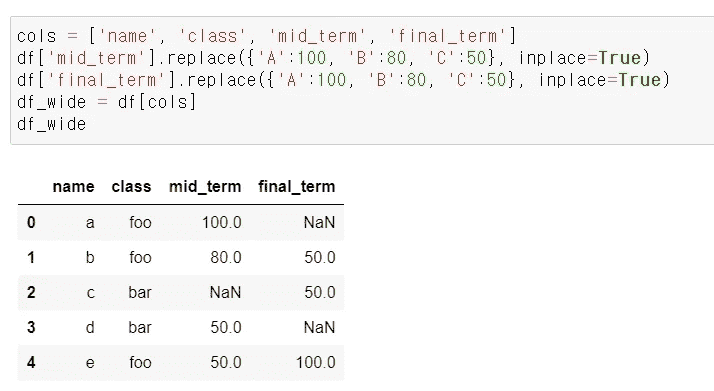 cols = ['name', 'class', 'mid_term', 'final_term']
df['mid_term'].replace({'A':100, 'B':80, 'C':50}, inplace=True)
df['final_term'].replace({'A':100, 'B':80, 'C':50}, inplace=True)
df_wide = df[cols]
df_wide
name class mid_term final_term
0 a foo 100.0 NaN
1 b foo 80.0 50.0
2 c bar NaN 50.0
3 d bar 50.0 NaN
4 e foo 50.0 100.0